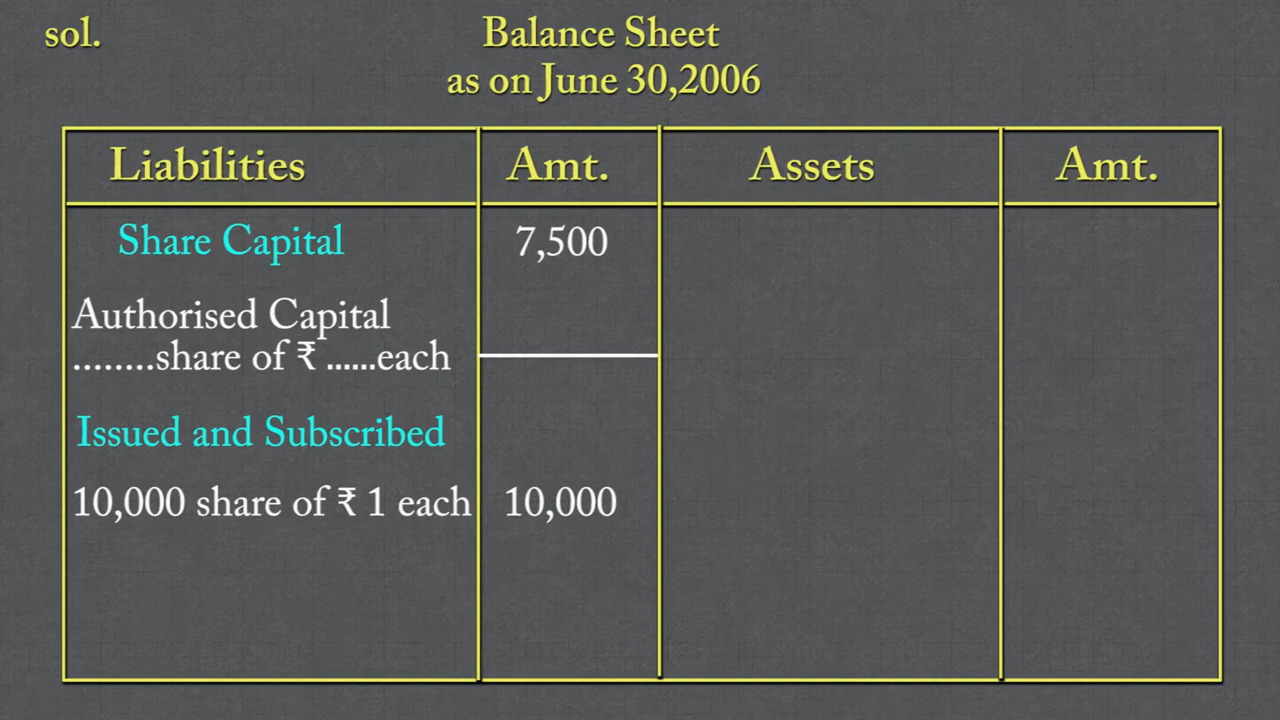 sol.
Balance Sheet
as on June 30,2006
Liabilities Amt. Assets Amt.
Share Capital 7,500
Authorised Capital
........share of ₹ ......each
Issued and Subscribed
10,000 share of ₹ 1 each 10,000